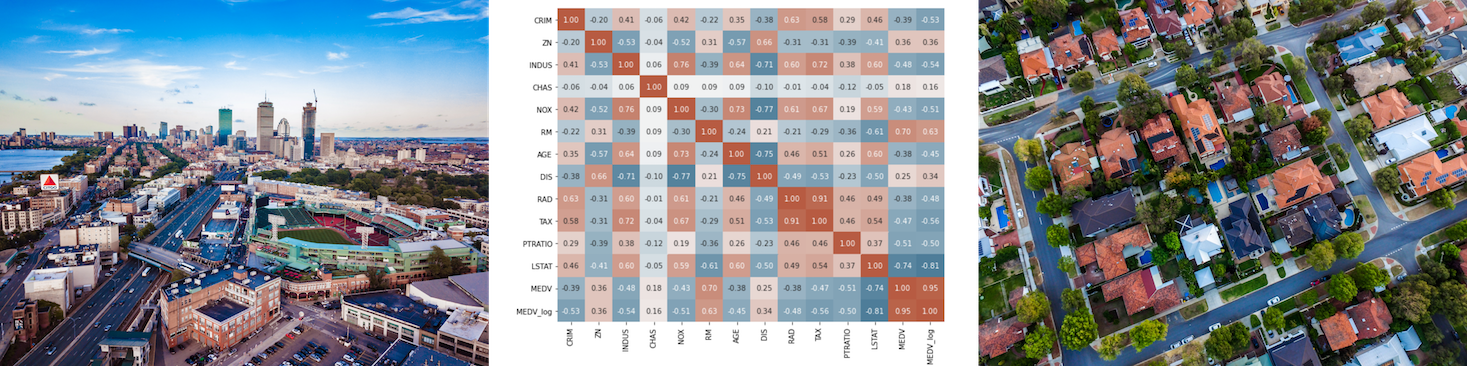 CRIM 1.00 -0.20 0.41 -0.06 0.42 -0.22 0.35 -0.38 0.63 0.58 0.29 0.46 -0.39 -0.53
ZN -0.20 1.00 -0.53 -0.04 -0.52 0.31 -0.57 0.66 -0.31 -0.31 -0.39 -0.41 0.36 0.36
INDUS 0.41 -0.53 1.00 0.06 0.76 -0.39 0.64 -0.71 0.60 0.72 0.38 0.60 -0.48 -0.54
CHAS -0.06 -0.04 0.06 1.00 0.09 0.09 0.09 -0.10 -0.01 -0.04 -0.12 -0.05 0.18 0.16
NOX 0.42 -0.52 0.76 0.09 1.00 -0.30 0.73 -0.77 0.61 0.67 0.19 0.59 -0.43 -0.51
RM -0.22 0.31 -0.39 0.09 -0.30 1.00 -0.24 0.21 -0.21 -0.29 -0.36 -0.61 0.70 0.63
AGE 0.35 -0.57 0.64 0.09 0.73 -0.24 1.00 -0.75 0.46 0.51 0.26 0.60 -0.38 -0.45
DIS -0.38 0.66 -0.71 -0.10 -0.77 0.21 -0.75 1.00 -0.49 -0.53 -0.23 -0.50 0.25 0.34
RAD 0.63 -0.31 0.60 -0.01 0.61 -0.21 0.46 -0.49 1.00 0.91 0.46 0.49 -0.38 -0.48
TAX 0.58 -0.31 0.72 -0.04 0.67 -0.29 0.51 -0.53 0.91 1.00 0.46 0.54 -0.47 -0.56
PTRATIO 0.29 -0.39 0.38 -0.12 0.19 -0.36 0.26 -0.23 0.46 0.46 1.00 0.37 -0.51 -0.50
LSTAT 0.46 -0.41 0.60 -0.05 0.59 -0.61 0.60 -0.50 0.49 0.54 0.37 1.00 -0.74 -0.81
MEDV -0.39 0.36 -0.48 0.18 -0.43 0.70 -0.38 0.25 -0.38 -0.47 -0.51 -0.74 1.00 0.95
MEDV_log -0.53 0.36 -0.54 0.16 -0.51 0.63 -0.45 0.34 -0.48 -0.56 -0.50 -0.81 0.95 1.00
CRIM ZN INDUS CHAS NOX RM AGE DIS RAD TAX PTRATIO LSTAT MEDV MEDV_log